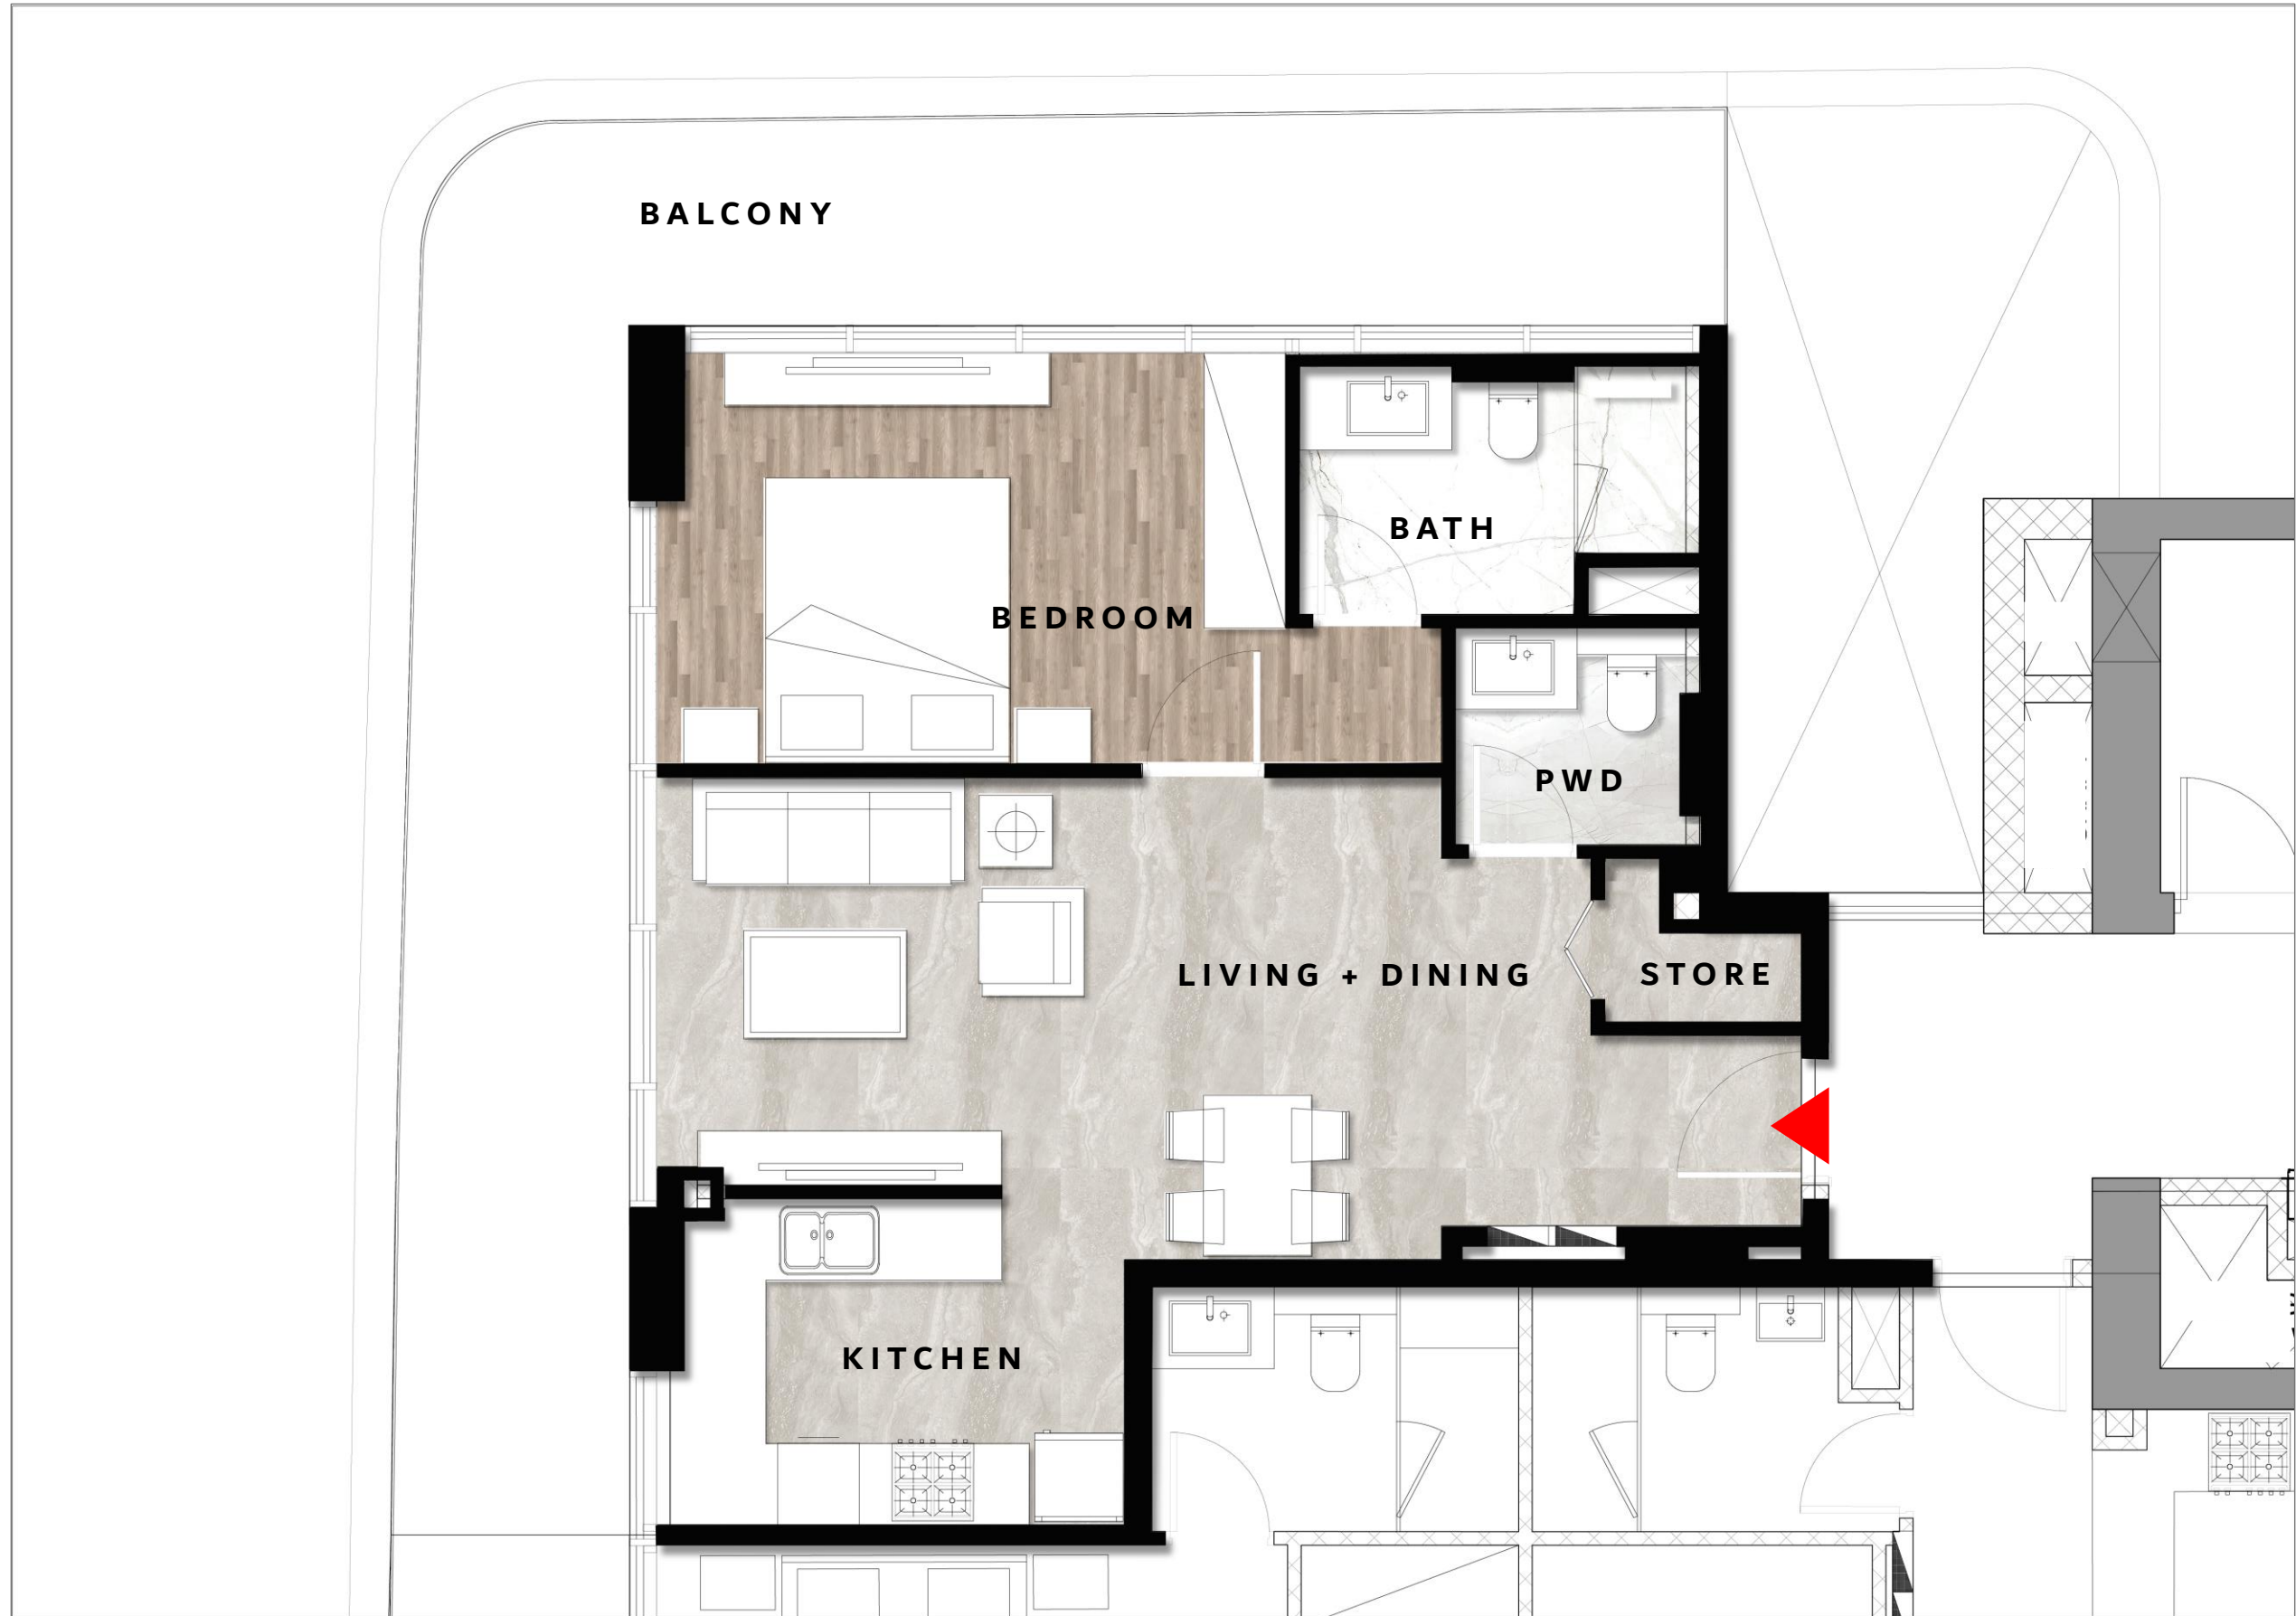 BALCONY
BATH
BEDROOM
PWD
LIVING + DINING
STORE
KITCHEN